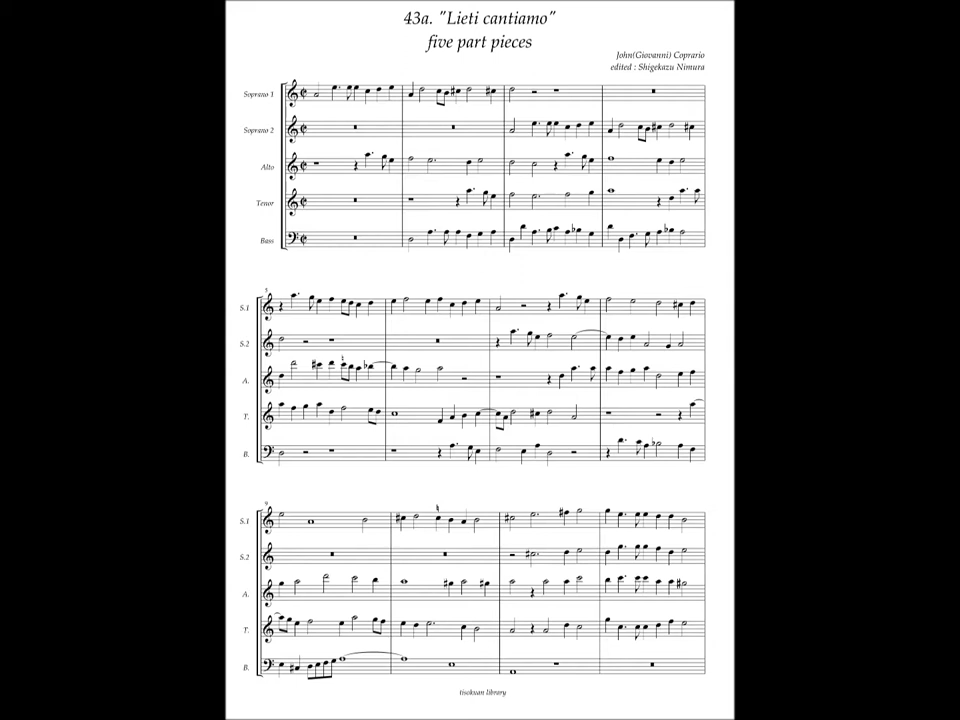 43a. "Lieti cantiamo"
five part pieces
John(Giovanni) Coprario
edited : Shigekazu Nimura
Soprano 1
Soprano 2
Alto
Tenor
Bass
5
S.1
S.2
A.
T.
B.
9
S.1
S.2
A.
T.
B.
tisokuan library